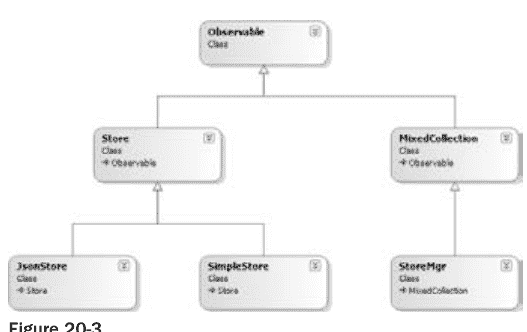 Observable
Class
Store
Class
→ Observable
MixedCollection
Class
→ Observable
JsonStore
Class
→ Store
SimpleStore
Class
→ Store
StoreMgr
Class
→ MixedCollection
Figure 20-3